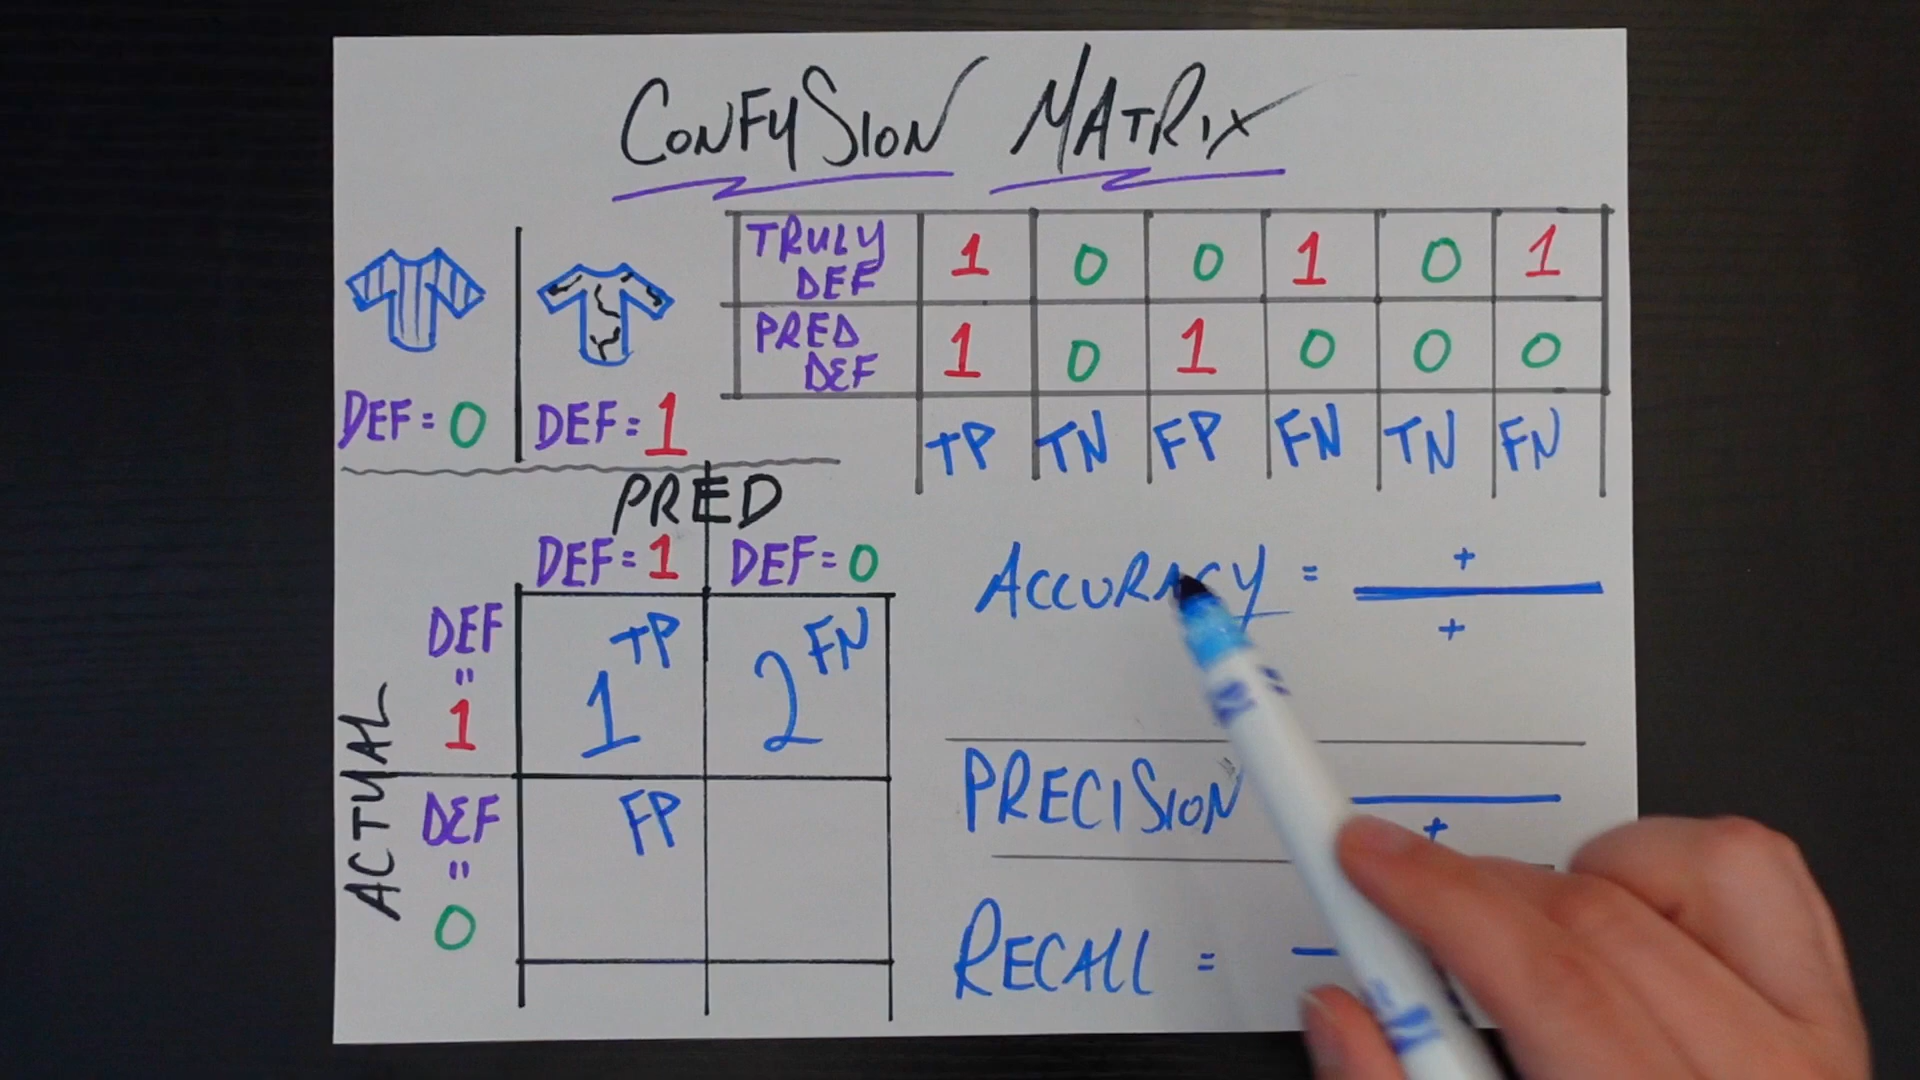 CONFUSION MATRIX
TRULY DEF 1 0 0 1 0 1
PRED DEF 1 0 1 0 0 0
TP TN FP FN TN FN
DEF=0 DEF=1
PRED
DEF=1 DEF=0
ACTUAL
DEF = 1 1 TP 2 FN
DEF = 0 FP
ACCURACY = + +
PRECISION +
RECALL =